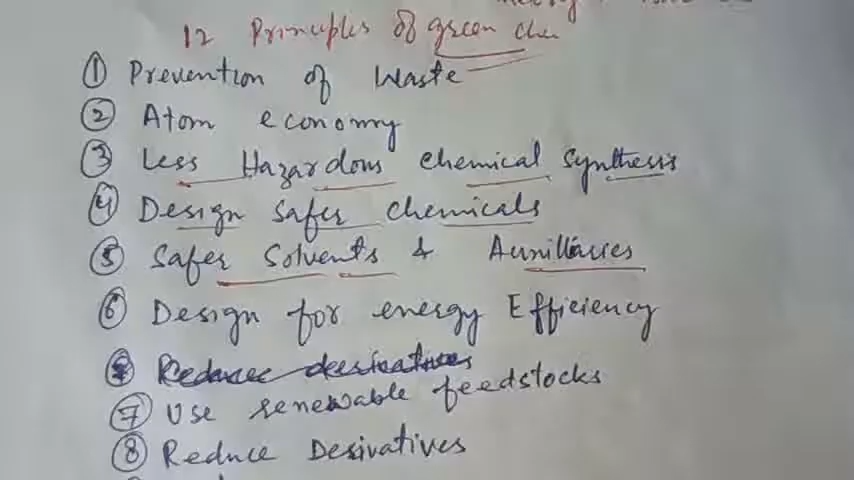 12 Principles of green che
① Prevention of Waste
② Atom economy
③ Less Hazardous chemical synthesis
④ Design safer chemicals
⑤ Safer Solvents & Auxiliaries
⑥ Design for energy Efficiency
Reduce derivatives
⑦ Use renewable feedstocks
⑧ Reduce Derivatives